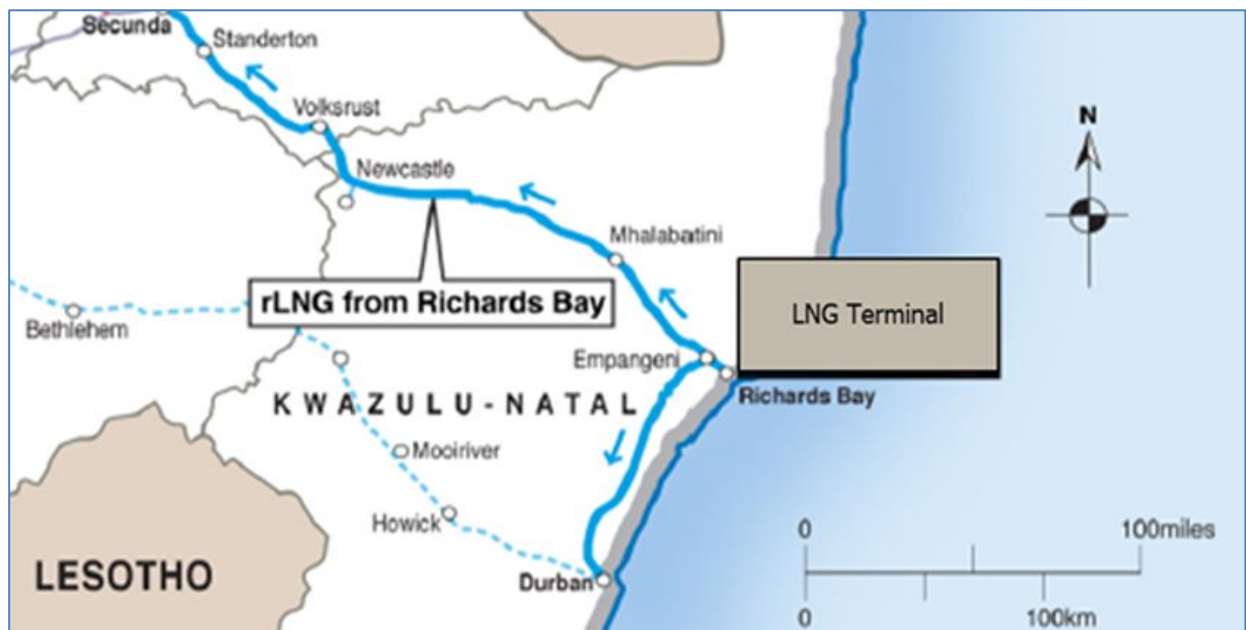 Secunda
Standerton
Volksrust
N
Newcastle
Mhalabatini
rLNG from Richards Bay
LNG Terminal
Bethlehem
Empangeni
Richards Bay
KWAZULU-NATAL
Mooiriver
Howick
0 100miles
LESOTHO
Durban
0 100km